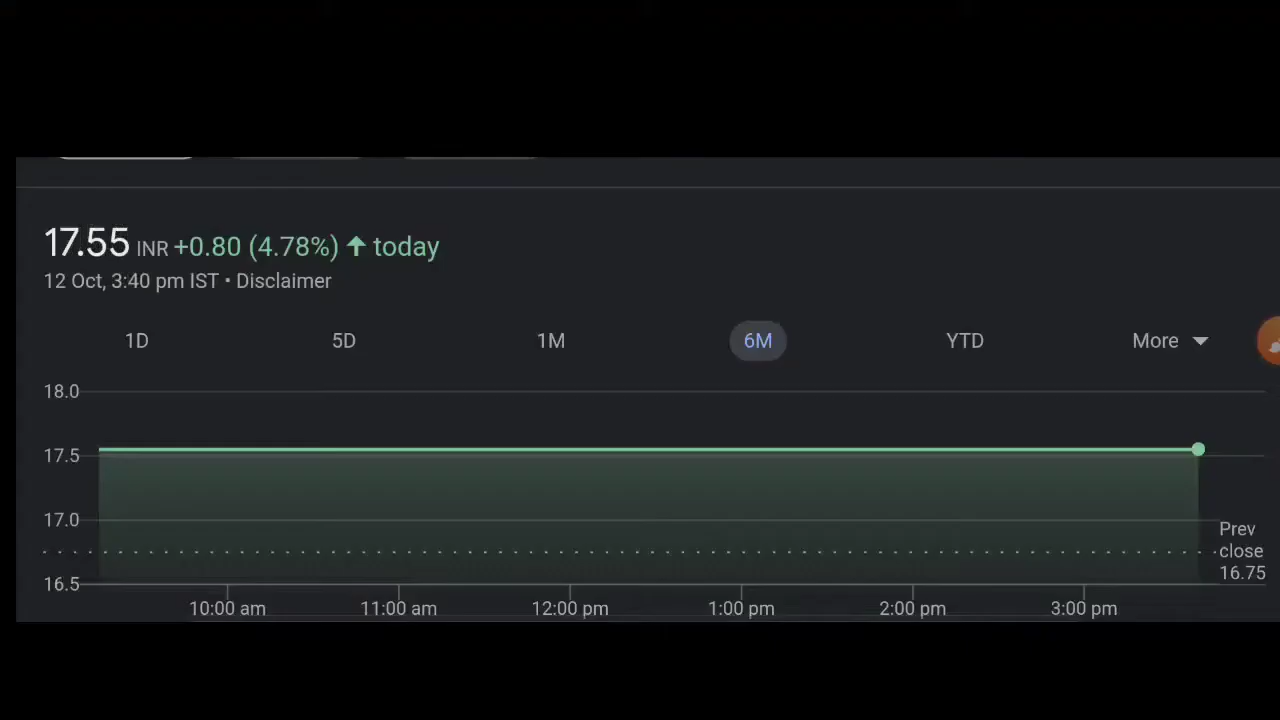 17.55 INR +0.80 (4.78%) ↑ today
12 Oct, 3:40 pm IST • Disclaimer
1D 5D 1M 6M YTD More
18.0
17.5
17.0
Prev
close
16.75
16.5
10:00 am 11:00 am 12:00 pm 1:00 pm 2:00 pm 3:00 pm